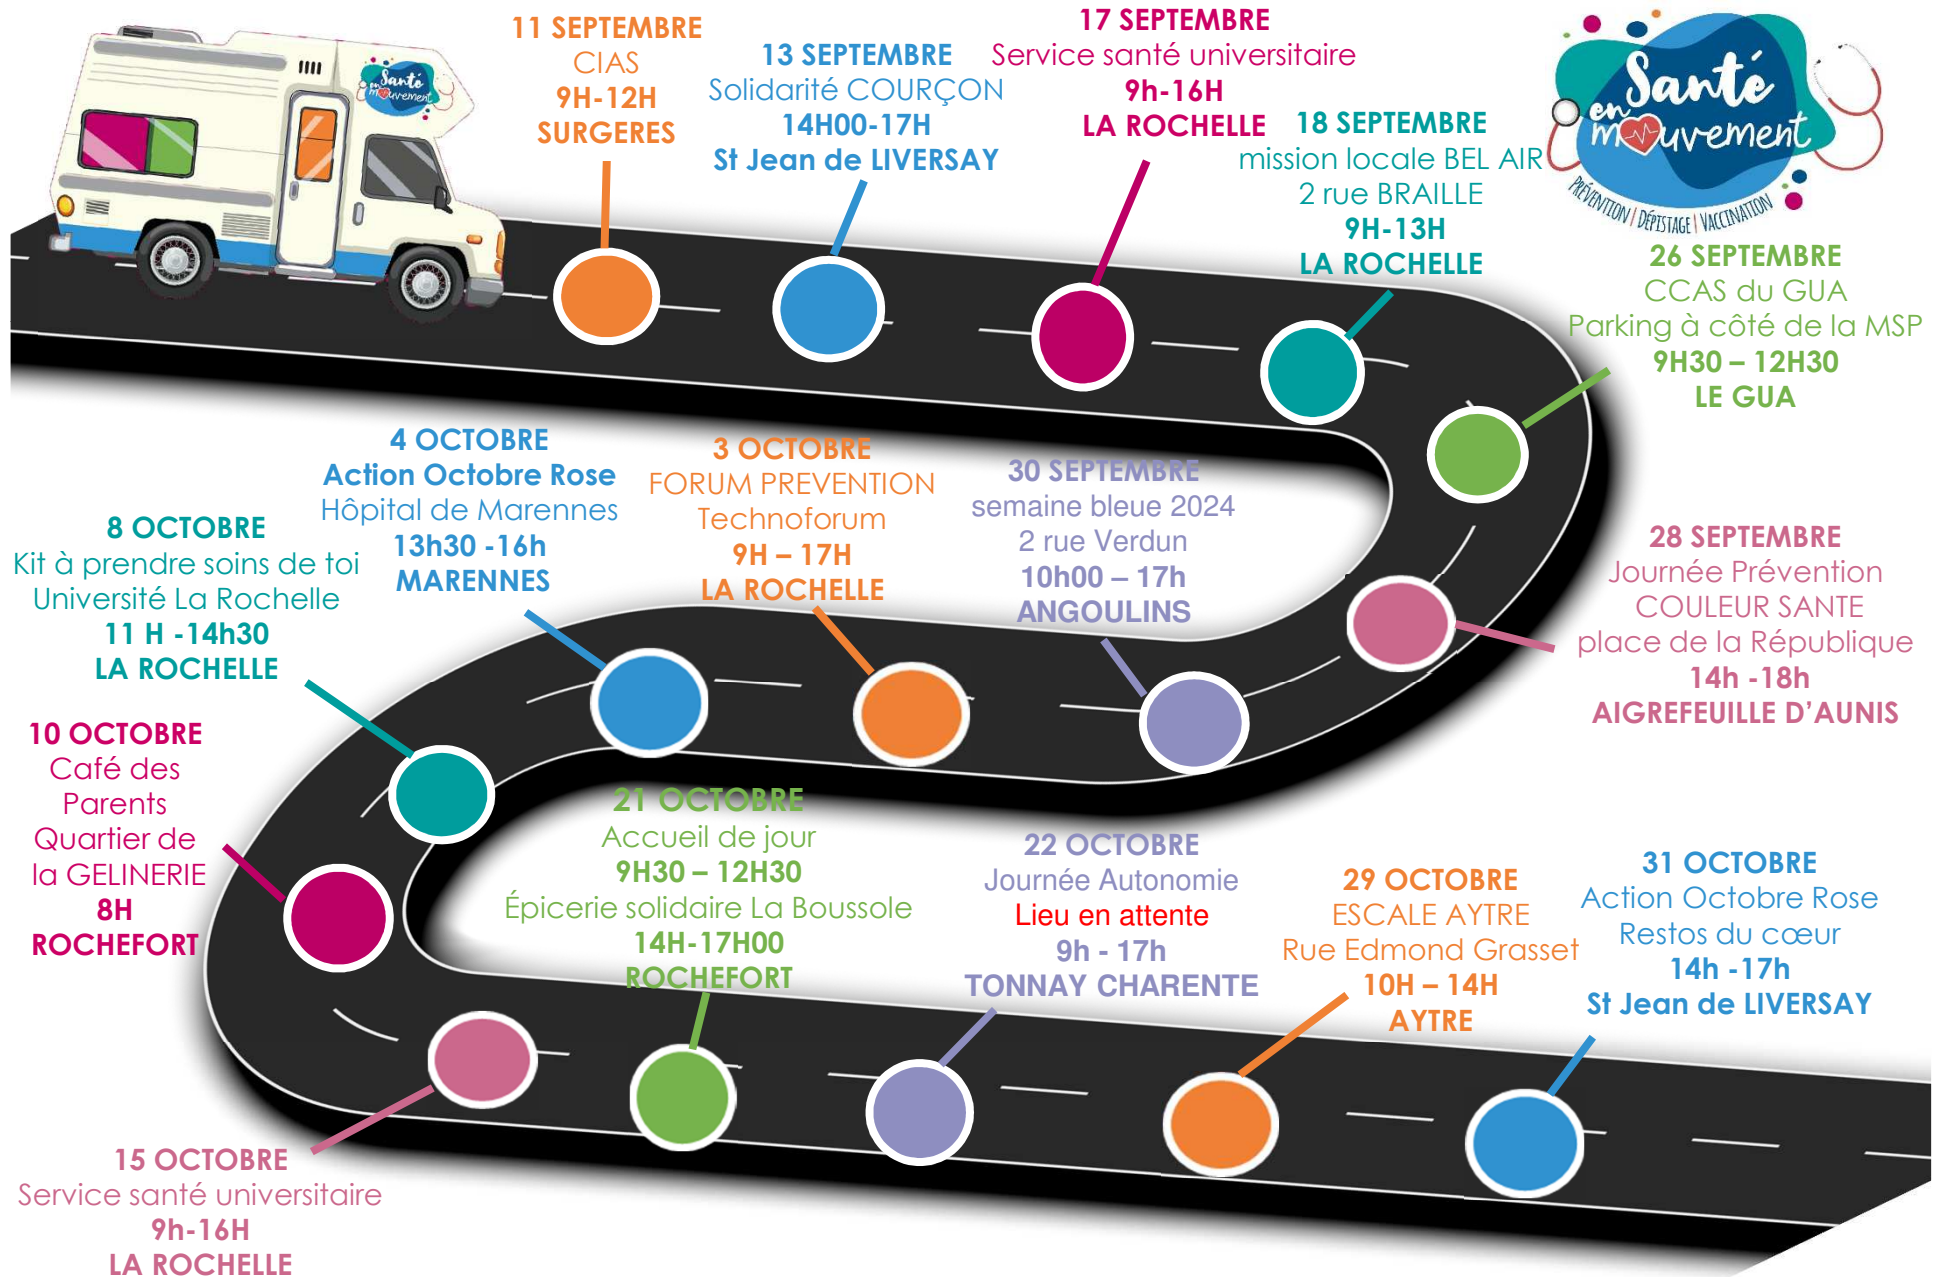 Santé
en
mouvement
11 SEPTEMBRE
CIAS
9H-12H
SURGERES
13 SEPTEMBRE
Solidarité COURÇON
14H00-17H
St Jean de LIVERSAY
17 SEPTEMBRE
Service santé universitaire
9h-16H
LA ROCHELLE
18 SEPTEMBRE
mission locale BEL AIR
2 rue BRAILLE
9H-13H
LA ROCHELLE
Santé
en
mouvement
PRÉVENTION | DÉPISTAGE | VACCINATION
26 SEPTEMBRE
CCAS du GUA
Parking à côté de la MSP
9H30 – 12H30
LE GUA
28 SEPTEMBRE
Journée Prévention
COULEUR SANTE
place de la République
14h -18h
AIGREFEUILLE D’AUNIS
30 SEPTEMBRE
semaine bleue 2024
2 rue Verdun
10h00 – 17h
ANGOULINS
3 OCTOBRE
FORUM PREVENTION
Technoforum
9H – 17H
LA ROCHELLE
4 OCTOBRE
Action Octobre Rose
Hôpital de Marennes
13h30 -16h
MARENNES
8 OCTOBRE
Kit à prendre soins de toi
Université La Rochelle
11 H -14h30
LA ROCHELLE
10 OCTOBRE
Café des
Parents
Quartier de
la GELINERIE
8H
ROCHEFORT
15 OCTOBRE
Service santé universitaire
9h-16H
LA ROCHELLE
21 OCTOBRE
Accueil de jour
9H30 – 12H30
Épicerie solidaire La Boussole
14H-17H00
ROCHEFORT
22 OCTOBRE
Journée Autonomie
Lieu en attente
9h - 17h
TONNAY CHARENTE
29 OCTOBRE
ESCALE AYTRE
Rue Edmond Grasset
10H – 14H
AYTRE
31 OCTOBRE
Action Octobre Rose
Restos du cœur
14h -17h
St Jean de LIVERSAY